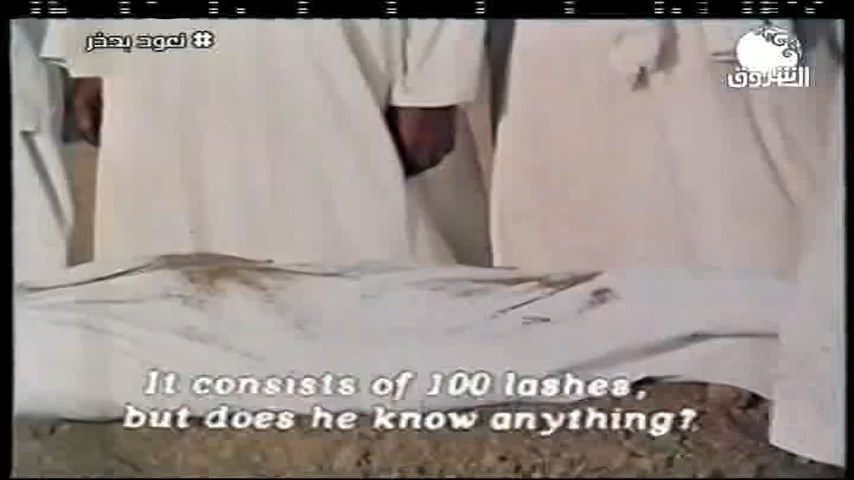 # نعود بحذر
الشروق
It consists of 100 lashes,
but does he know anything?